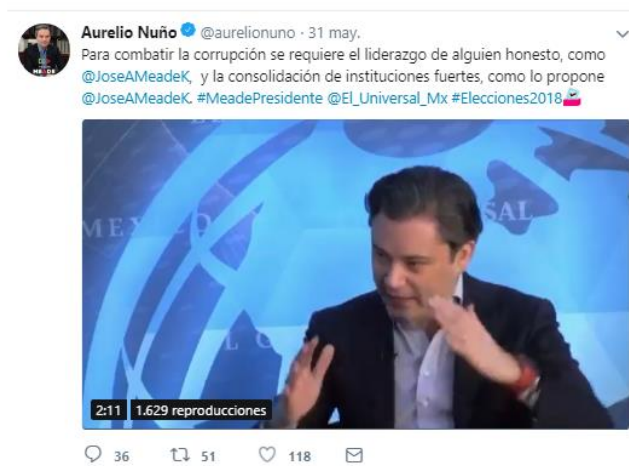 Aurelio Nuño @aurelionuno · 31 may.
Para combatir la corrupción se requiere el liderazgo de alguien honesto, como
@JoseAMeadeK, y la consolidación de instituciones fuertes, como lo propone
@JoseAMeadeK. #MeadePresidente @El_Universal_Mx #Elecciones2018
MEADE
2:11 1.629 reproducciones
36 51 118